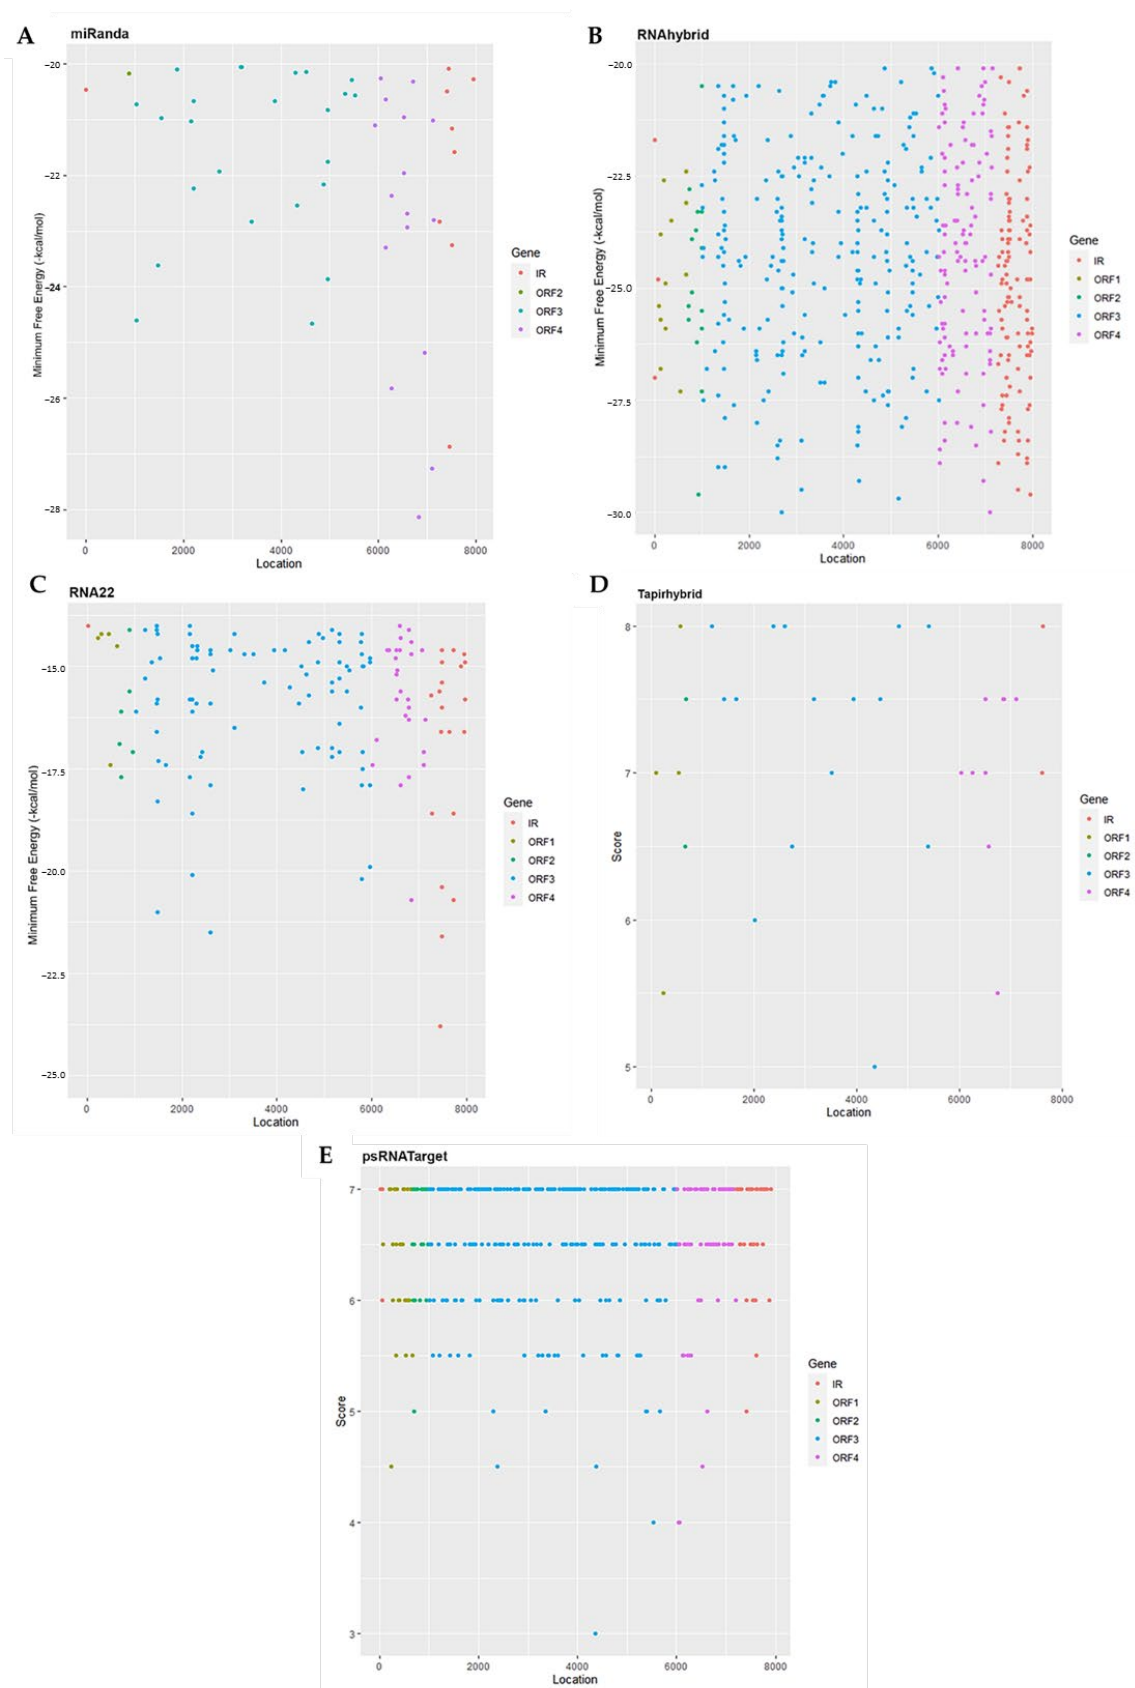 A
miRanda
−20
−22
−24
−26
−28
Minimum Free Energy (-kcal/mol)
0
2000
4000
6000
8000
Location
Gene
IR
ORF2
ORF3
ORF4
B
RNAhybrid
−20.0
−22.5
−25.0
−27.5
−30.0
Minimum Free Energy (-kcal/mol)
0
2000
4000
6000
8000
Location
Gene
IR
ORF1
ORF2
ORF3
ORF4
C
RNA22
−15.0
−17.5
−20.0
−22.5
−25.0
Minimum Free Energy (-kcal/mol)
0
2000
4000
6000
8000
Location
Gene
IR
ORF1
ORF2
ORF3
ORF4
D
Tapirhybrid
8
7
6
5
Score
0
2000
4000
6000
8000
Location
Gene
IR
ORF1
ORF2
ORF3
ORF4
E
psRNATarget
7
6
5
4
3
Score
0
2000
4000
6000
8000
Location
Gene
IR
ORF1
ORF2
ORF3
ORF4